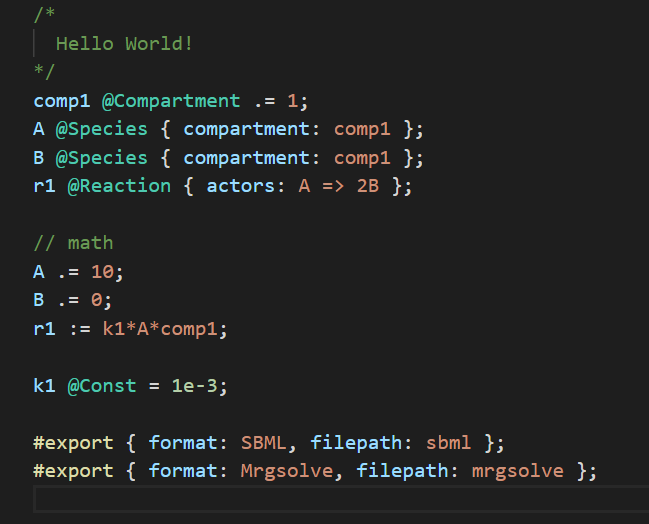 /*
Hello World!
*/
comp1 @Compartment .= 1;
A @Species { compartment: comp1 };
B @Species { compartment: comp1 };
r1 @Reaction { actors: A => 2B };
// math
A .= 10;
B .= 0;
r1 := k1*A*comp1;
k1 @Const = 1e-3;
#export { format: SBML, filepath: sbml };
#export { format: Mrgsolve, filepath: mrgsolve };